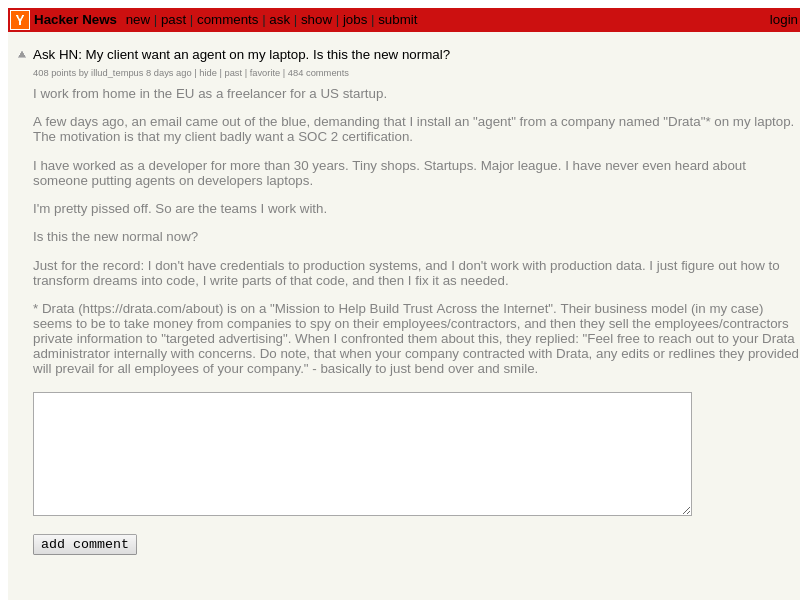 Y Hacker News new | past | comments | ask | show | jobs | submit login
Ask HN: My client want an agent on my laptop. Is this the new normal?
408 points by illud_tempus 8 days ago | hide | past | favorite | 484 comments
I work from home in the EU as a freelancer for a US startup.
A few days ago, an email came out of the blue, demanding that I install an "agent" from a company named "Drata"* on my laptop.
The motivation is that my client badly want a SOC 2 certification.
I have worked as a developer for more than 30 years. Tiny shops. Startups. Major league. I have never even heard about
someone putting agents on developers laptops.
I'm pretty pissed off. So are the teams I work with.
Is this the new normal now?
Just for the record: I don't have credentials to production systems, and I don't work with production data. I just figure out how to
transform dreams into code, I write parts of that code, and then I fix it as needed.
* Drata (https://drata.com/about) is on a "Mission to Help Build Trust Across the Internet". Their business model (in my case)
seems to be to take money from companies to spy on their employees/contractors, and then they sell the employees/contractors
private information to "targeted advertising". When I confronted them about this, they replied: "Feel free to reach out to your Drata
administrator internally with concerns. Do note, that when your company contracted with Drata, any edits or redlines they provided
will prevail for all employees of your company." - basically to just bend over and smile.
add comment